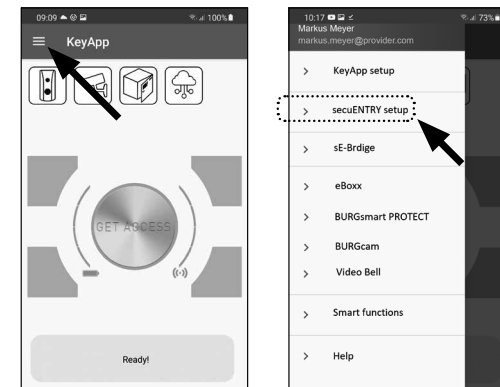 09:09
100%
KeyApp
GET ACCESS
Ready!
10:17
73%
Markus Meyer
markus.meyer@provider.com
KeyApp setup
secuENTRY setup
sE-Brdige
eBoxx
BURGsmart PROTECT
BURGcam
Video Bell
Smart functions
Help